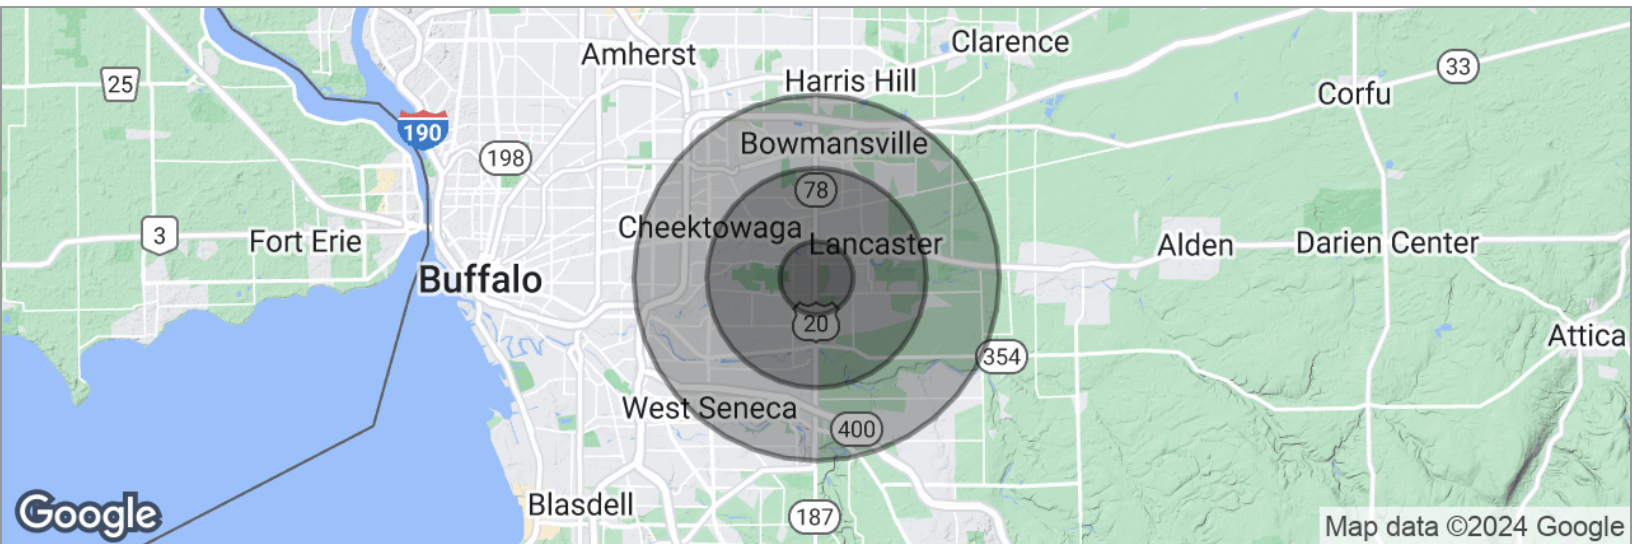 Clarence
Amherst
33
Harris Hill
25
Corfu
190
Bowmansville
198
78
Cheektowaga
3
Fort Erie
Lancaster
Alden
Darien Center
Buffalo
20
Attica
354
West Seneca
400
Blasdell
Google
187
Map data ©2024 Google